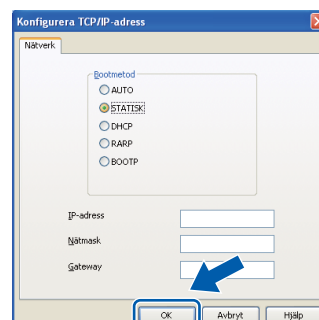 Konfigurera TCP/IP-adress
Nätverk
Bootmetod
AUTO
STATISK
DHCP
RARP
BOOTP
IP-adress
Nätmask
Gateway
OK Avbryt Hjälp